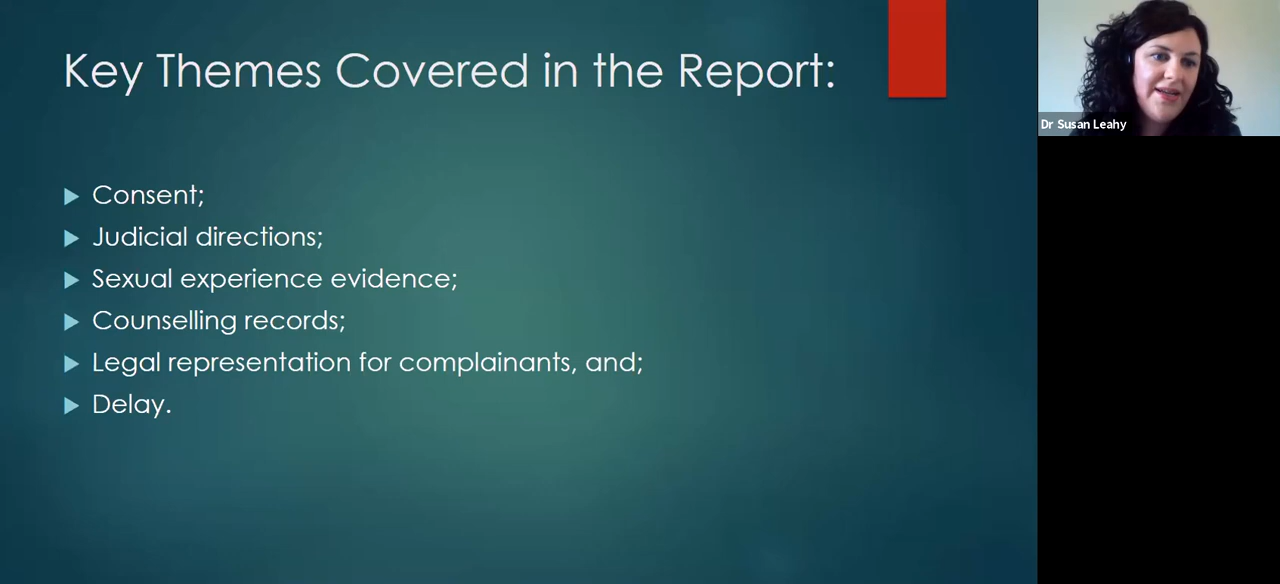 Key Themes Covered in the Report:
Consent;
Judicial directions;
Sexual experience evidence;
Counselling records;
Legal representation for complainants, and;
Delay.
Dr Susan Leahy